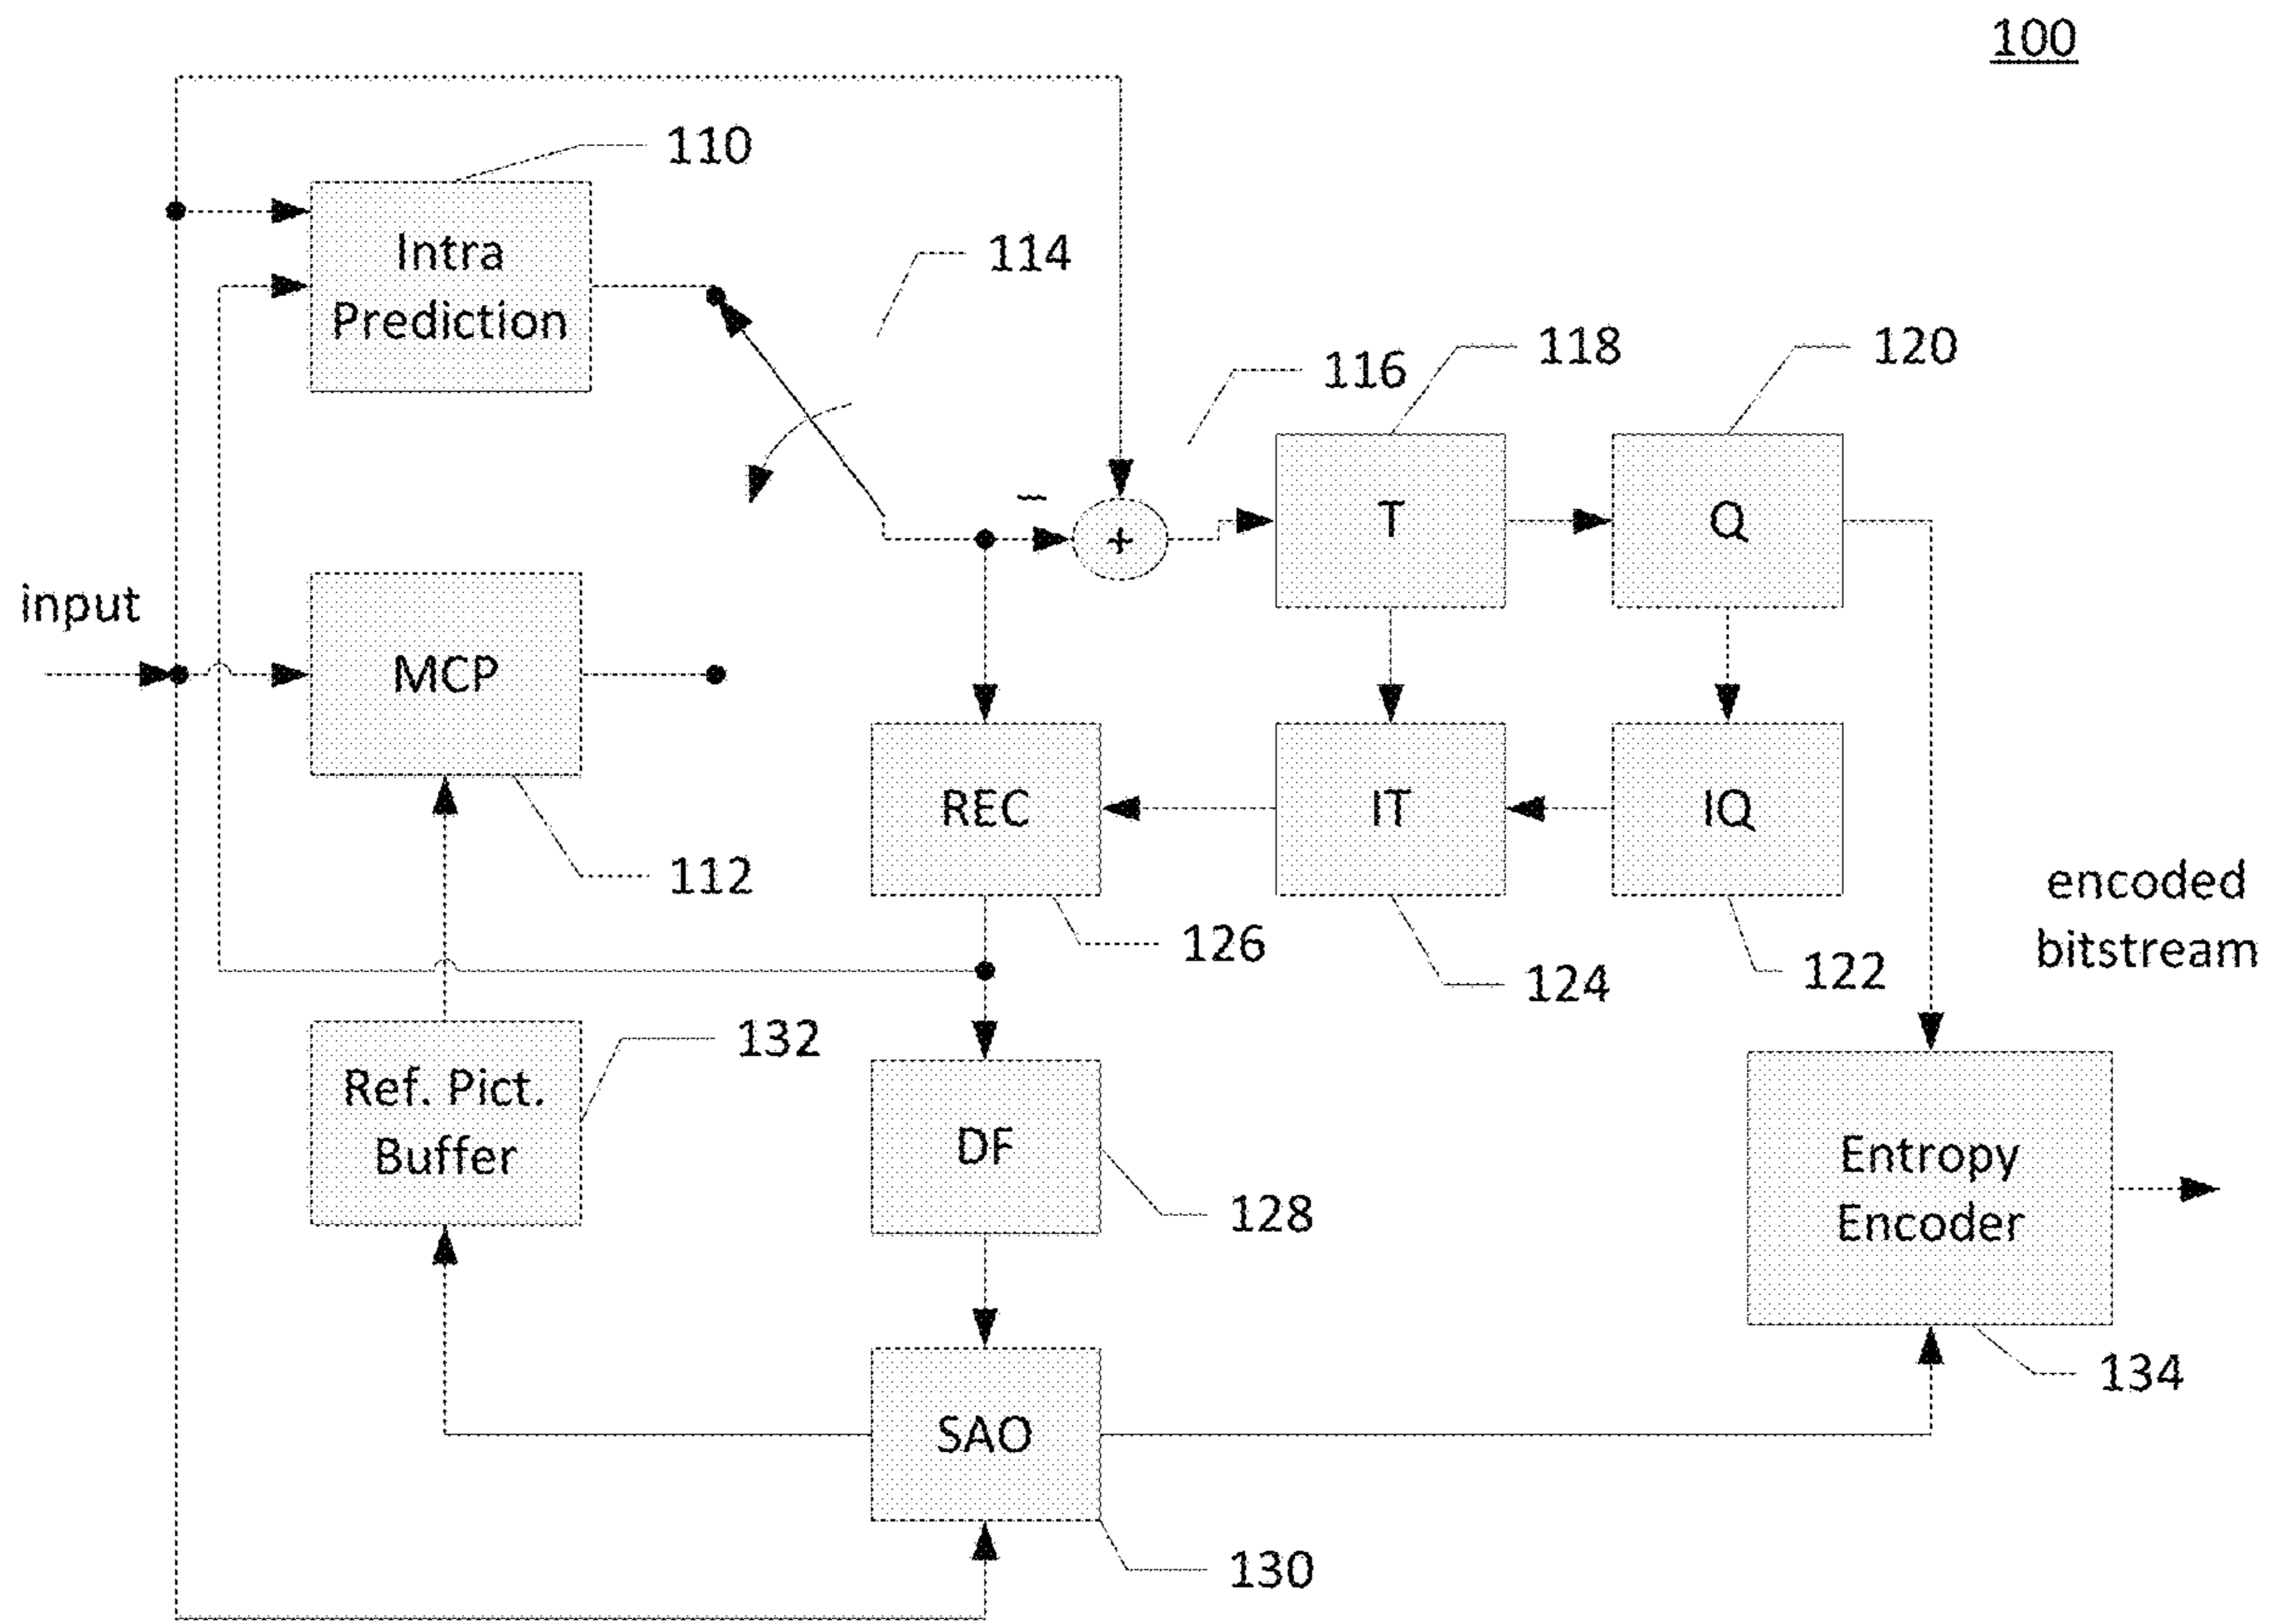 100
110
Intra
Prediction
114
116
118
120
−
+
T
Q
input
MCP
112
REC
IT
IQ
126
124
122
encoded
bitstream
132
Ref. Pict.
Buffer
DF
128
Entropy
Encoder
134
SAO
130